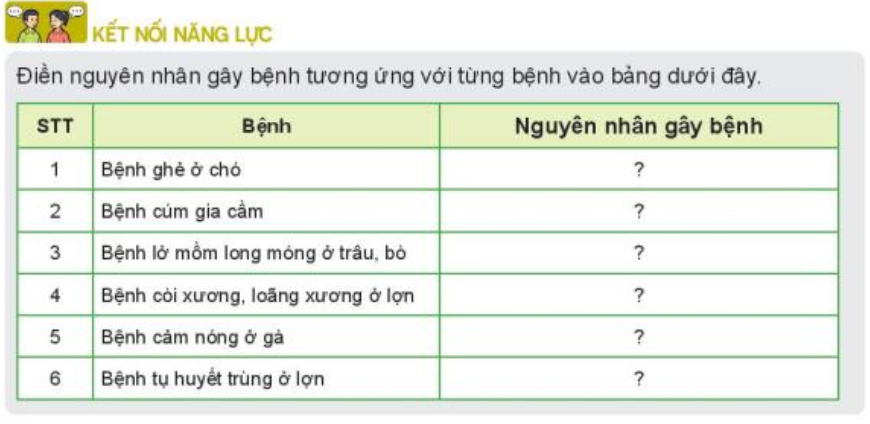 KẾT NỐI NĂNG LỰC
Điền nguyên nhân gây bệnh tương ứng với từng bệnh vào bảng dưới đây.
STT Bệnh Nguyên nhân gây bệnh
1 Bệnh ghẻ ở chó ?
2 Bệnh cúm gia cầm ?
3 Bệnh lở mồm long móng ở trâu, bò ?
4 Bệnh còi xương, loãng xương ở lợn ?
5 Bệnh cảm nóng ở gà ?
6 Bệnh tụ huyết trùng ở lợn ?